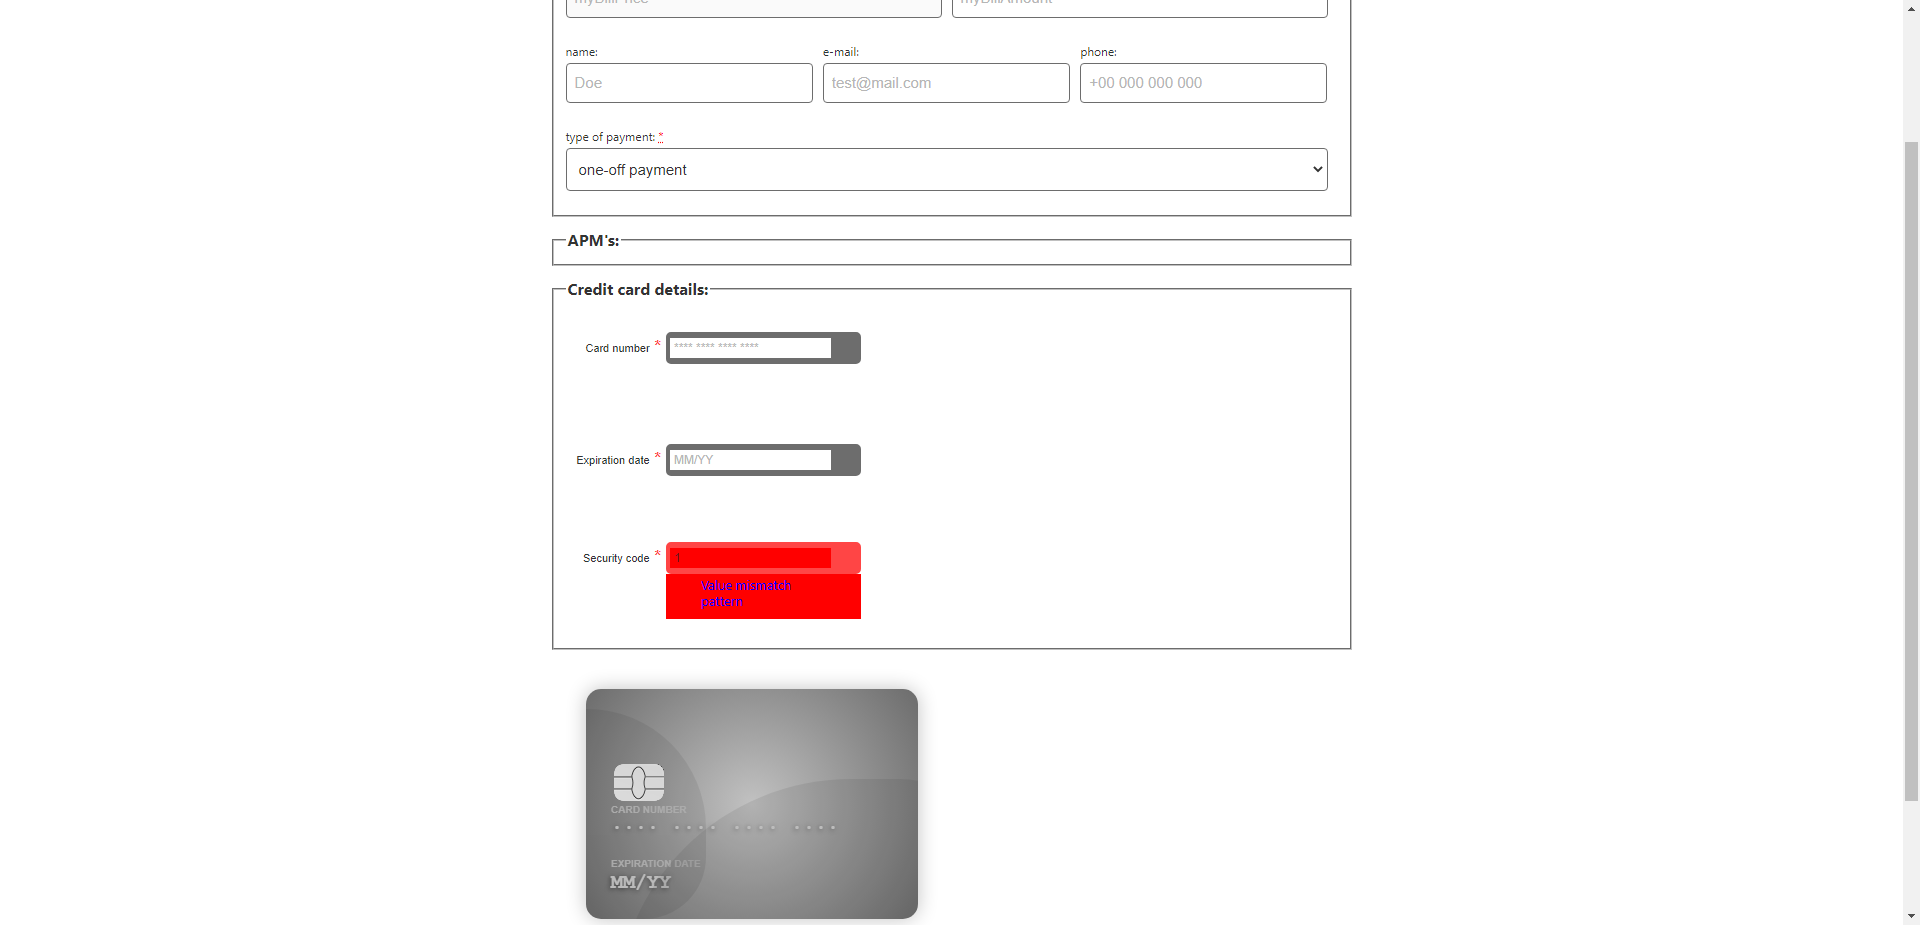 myBillPrice myBillAmount
name: e-mail: phone:
Doe test@mail.com +00 000 000 000
type of payment: *
one-off payment
APM's:
Credit card details:
Card number * **** **** **** ****
Expiration date * MM/YY
Security code * 1
Value mismatch
pattern
CARD NUMBER
•••• •••• •••• ••••
EXPIRATION DATE
MM/YY